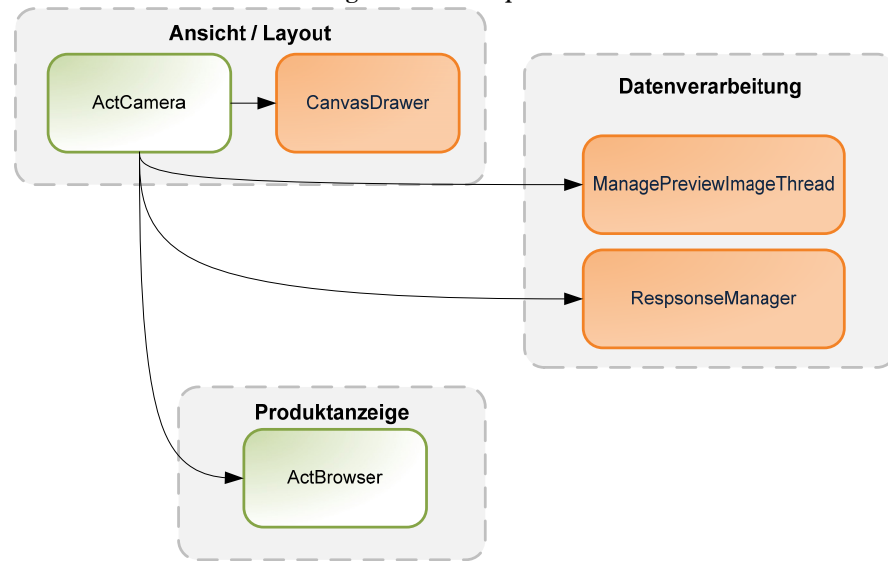 Ansicht / Layout
ActCamera
CanvasDrawer
Datenverarbeitung
ManagePreviewImageThread
RespsonseManager
Produktanzeige
ActBrowser